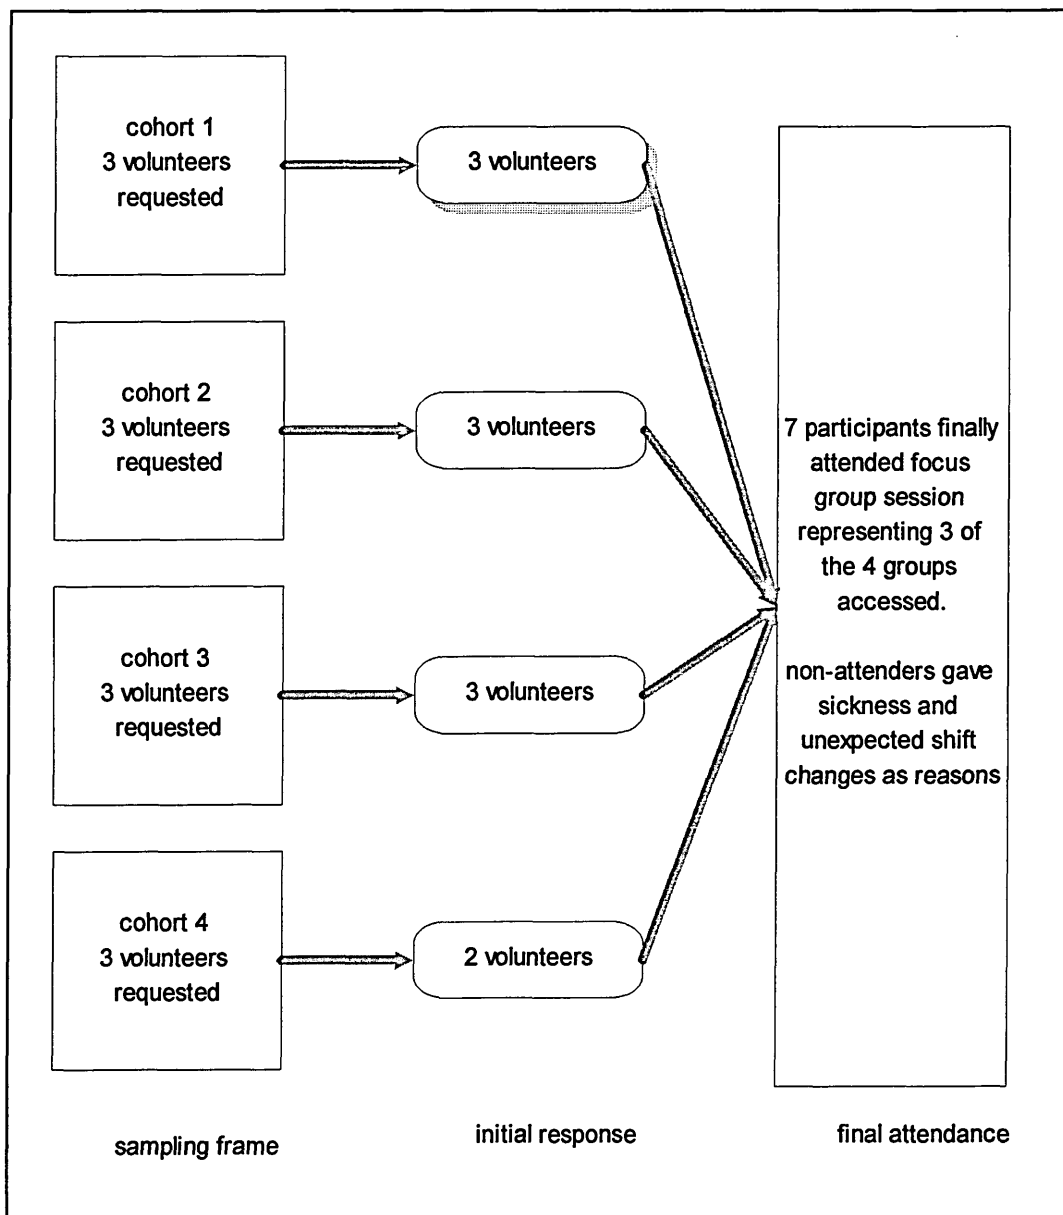 cohort 1
3 volunteers
requested
3 volunteers
cohort 2
3 volunteers
requested
3 volunteers
cohort 3
3 volunteers
requested
3 volunteers
cohort 4
3 volunteers
requested
2 volunteers
7 participants finally
attended focus
group session
representing 3 of
the 4 groups
accessed.
non-attenders gave
sickness and
unexpected shift
changes as reasons
sampling frame
initial response
final attendance